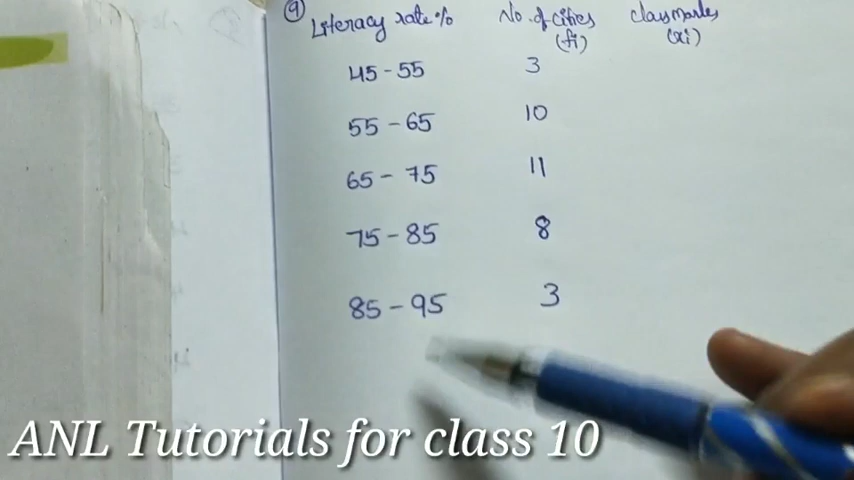 9 Literacy rate % No. of cities class marks
(fi) (xi)
45-55 3
55-65 10
65-75 11
75-85 8
85-95 3
ANL Tutorials for class 10